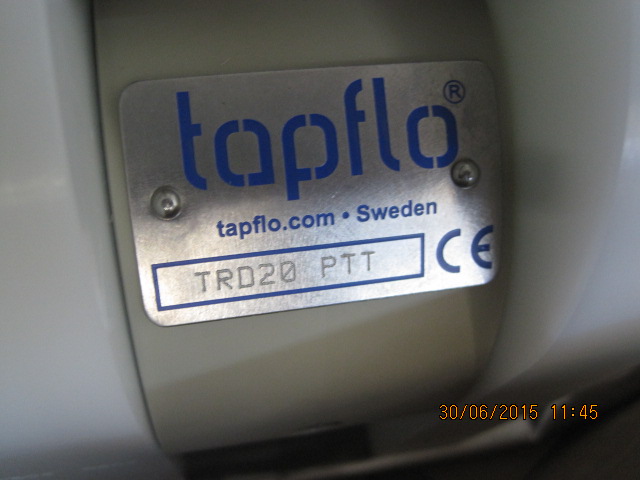 tapflo®
tapflo.com • Sweden
TRD20 PTT
CE
30/06/2015 11:45